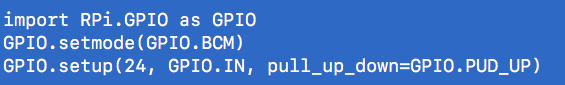 import RPi.GPIO as GPIO
GPIO.setmode(GPIO.BCM)
GPIO.setup(24, GPIO.IN, pull_up_down=GPIO.PUD_UP)